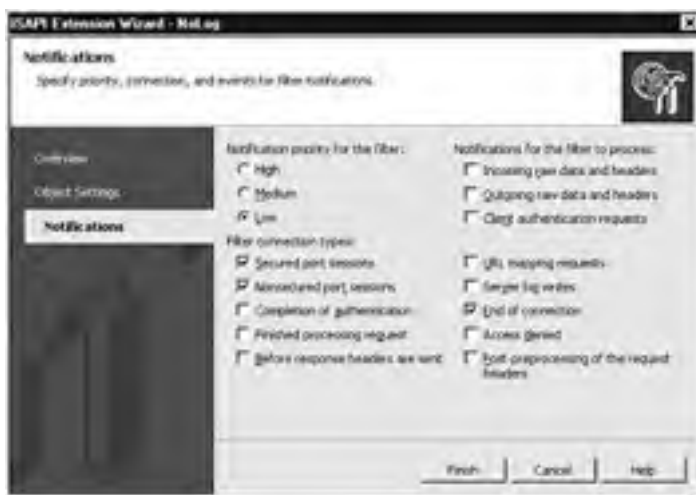 ISAPI Extension Wizard - NoLog
Notifications
Specify priority, connection, and events for filter notifications.
Overview
Object Settings
Notifications
Notification priority for the filter:
High
Medium
Low
Filter connection types:
Secured port sessions
Nonsecured port sessions
Completion of authentication
Finished processing request
Before response headers are sent
Notifications for the filter to process:
Incoming raw data and headers
Outgoing raw data and headers
Client authentication requests
URL mapping requests
Server log writes
End of connection
Access denied
Post-preprocessing of the request
headers
Finish
Cancel
Help